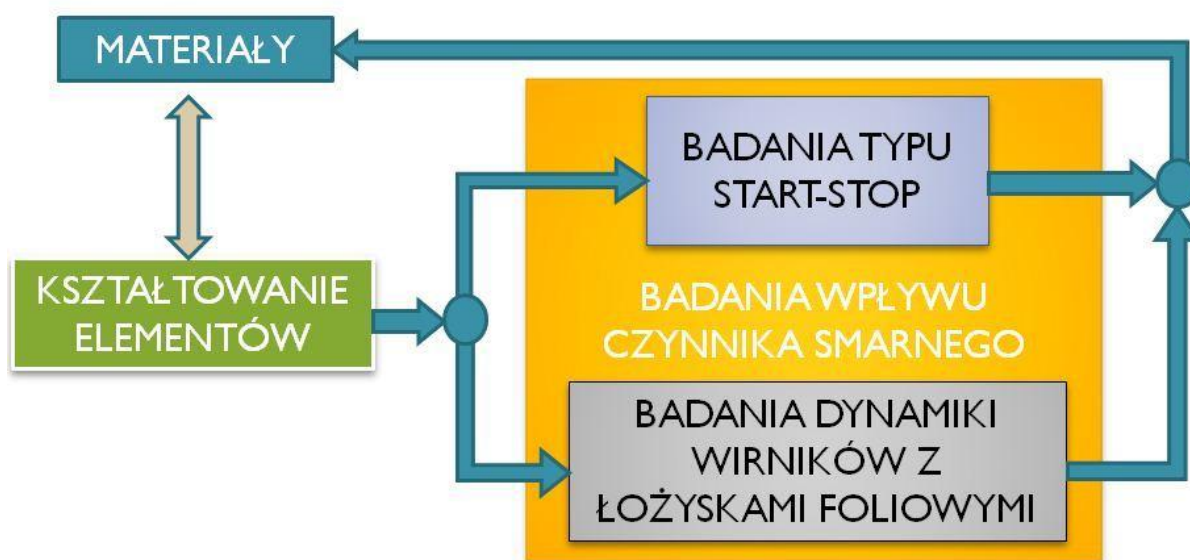 MATERIAŁY
BADANIA TYPU
START-STOP
KSZTAŁTOWANIE
ELEMENTÓW
BADANIA WPŁYWU
CZYNNIKA SMARNEGO
BADANIA DYNAMIKI
WIRNIKÓW Z
ŁOŻYSKAMI FOLIOWYMI